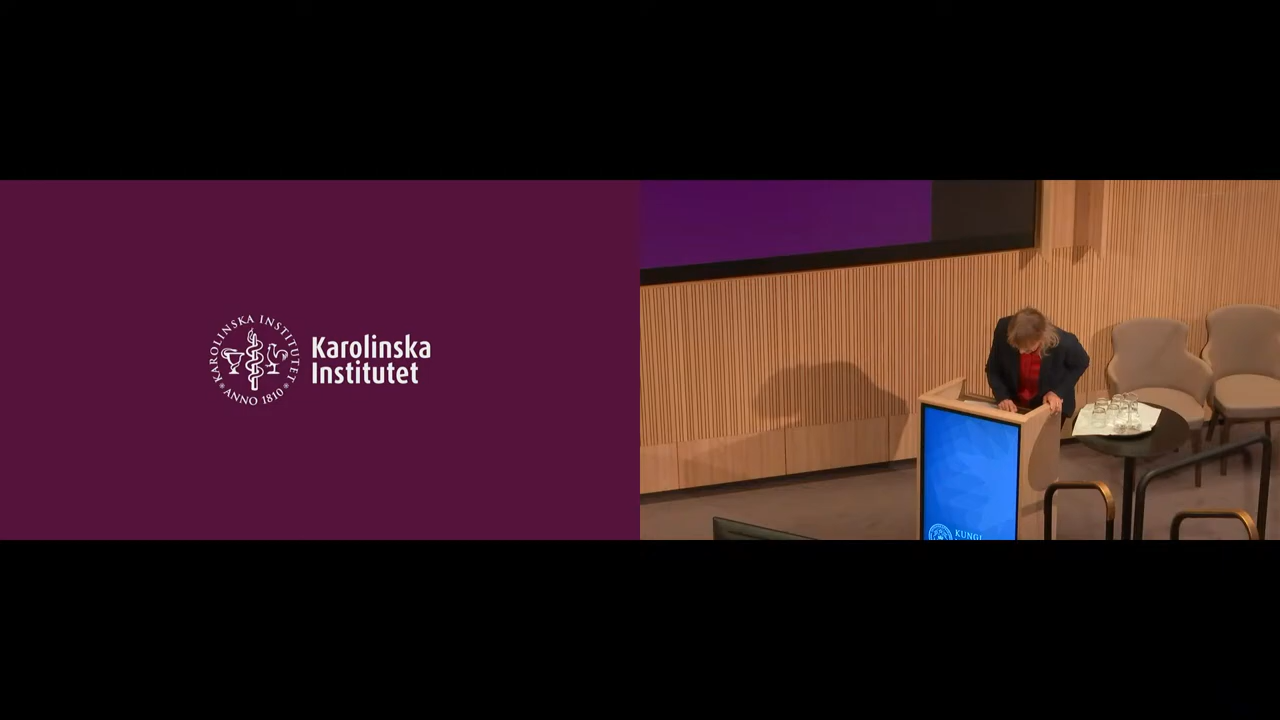 KAROLINSKA INSTITUTET
ANNO 1810
Karolinska
Institutet
KUNGL